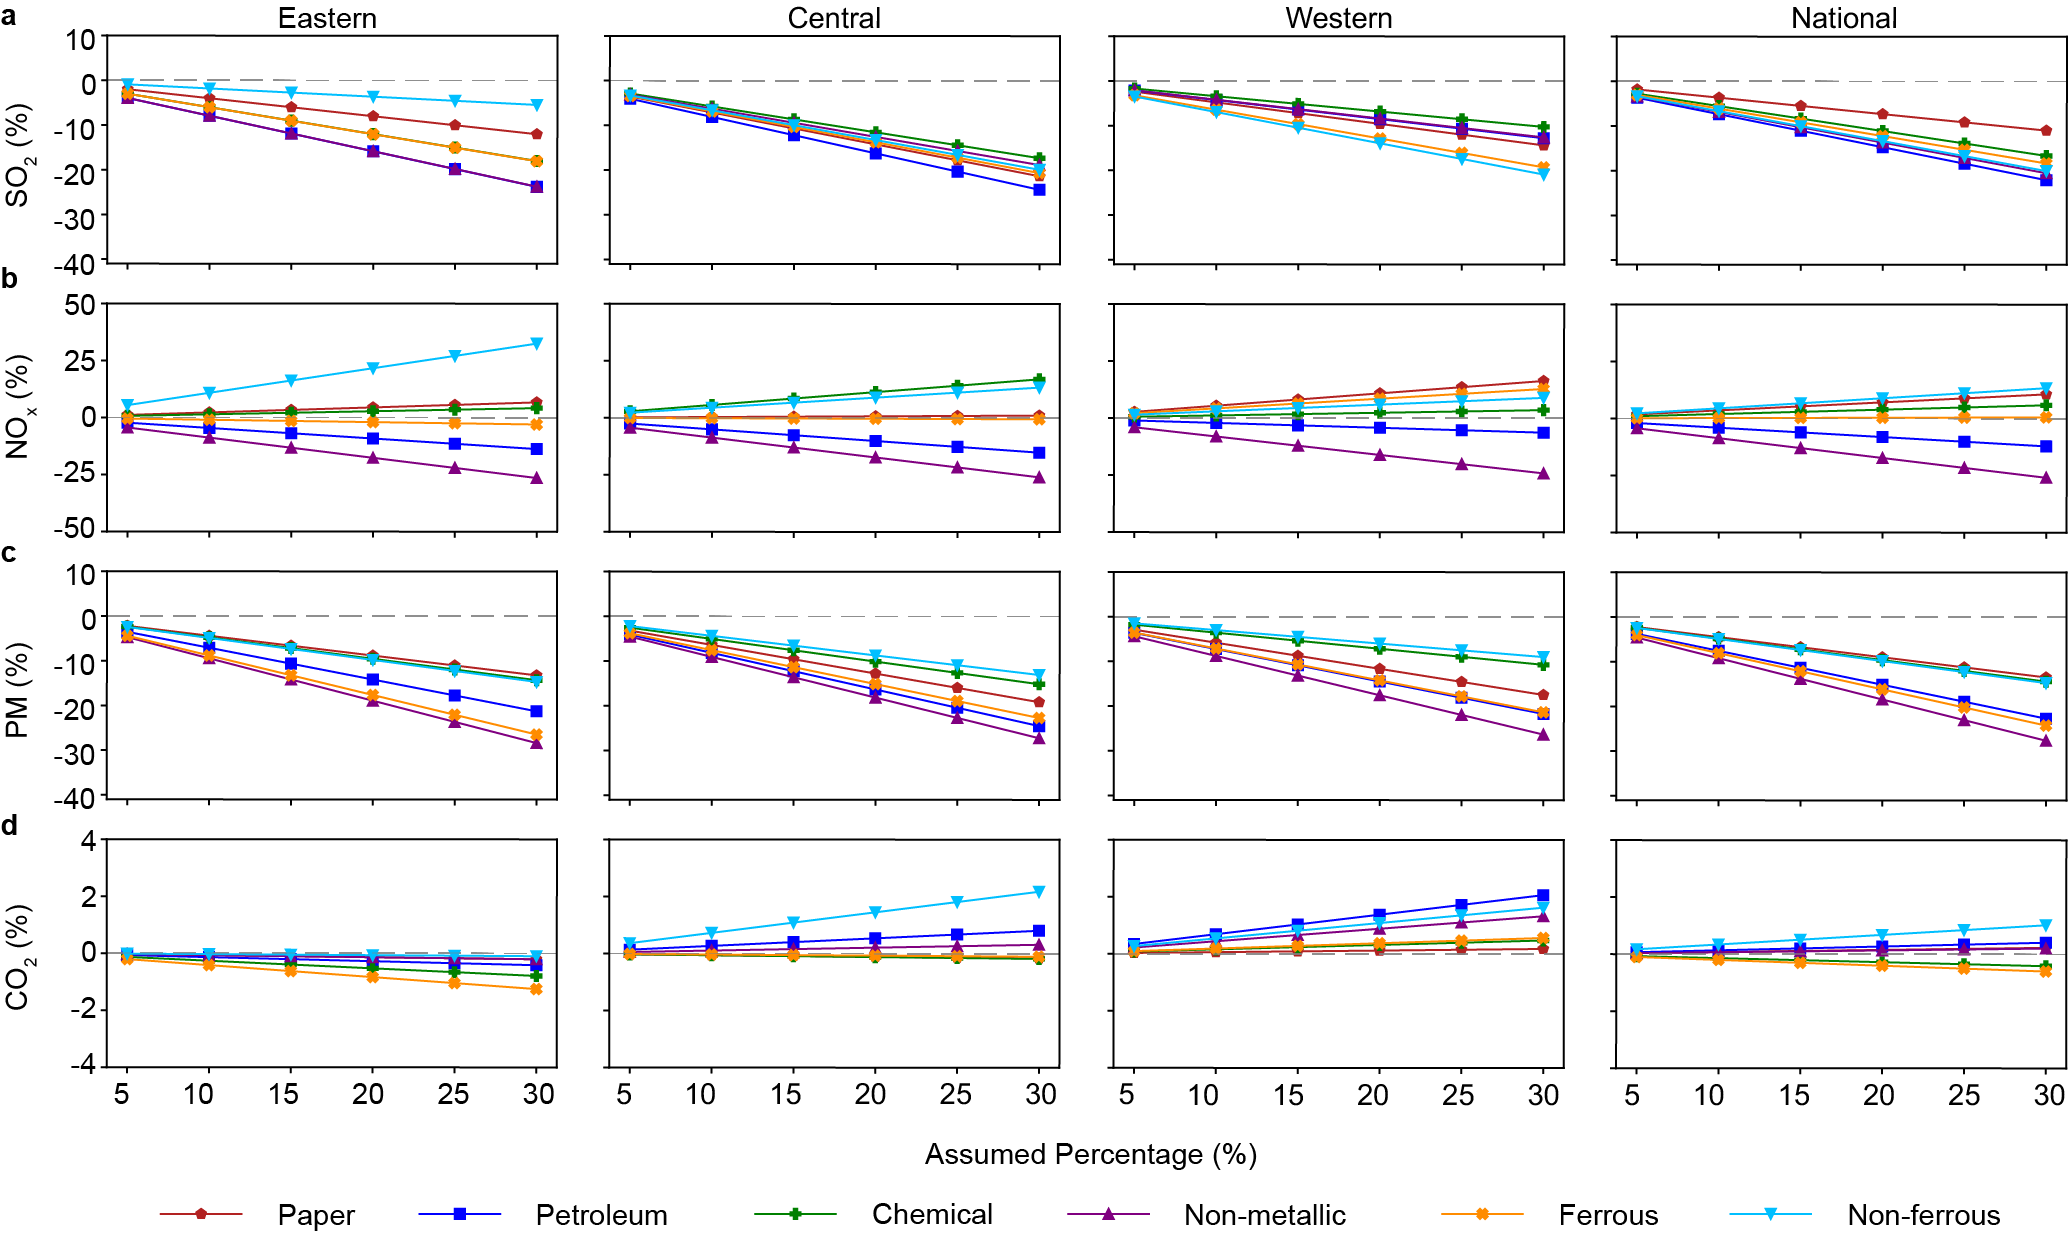 a
Eastern Central Western National
10
0
-10
-20
-30
-40
SO2 (%)
b
50
25
0
-25
-50
NOx (%)
c
10
0
-10
-20
-30
-40
PM (%)
d
4
2
0
-2
-4
CO2 (%)
5 10 15 20 25 30 5 10 15 20 25 30 5 10 15 20 25 30 5 10 15 20 25 30
Assumed Percentage (%)
Paper Petroleum Chemical Non-metallic Ferrous Non-ferrous